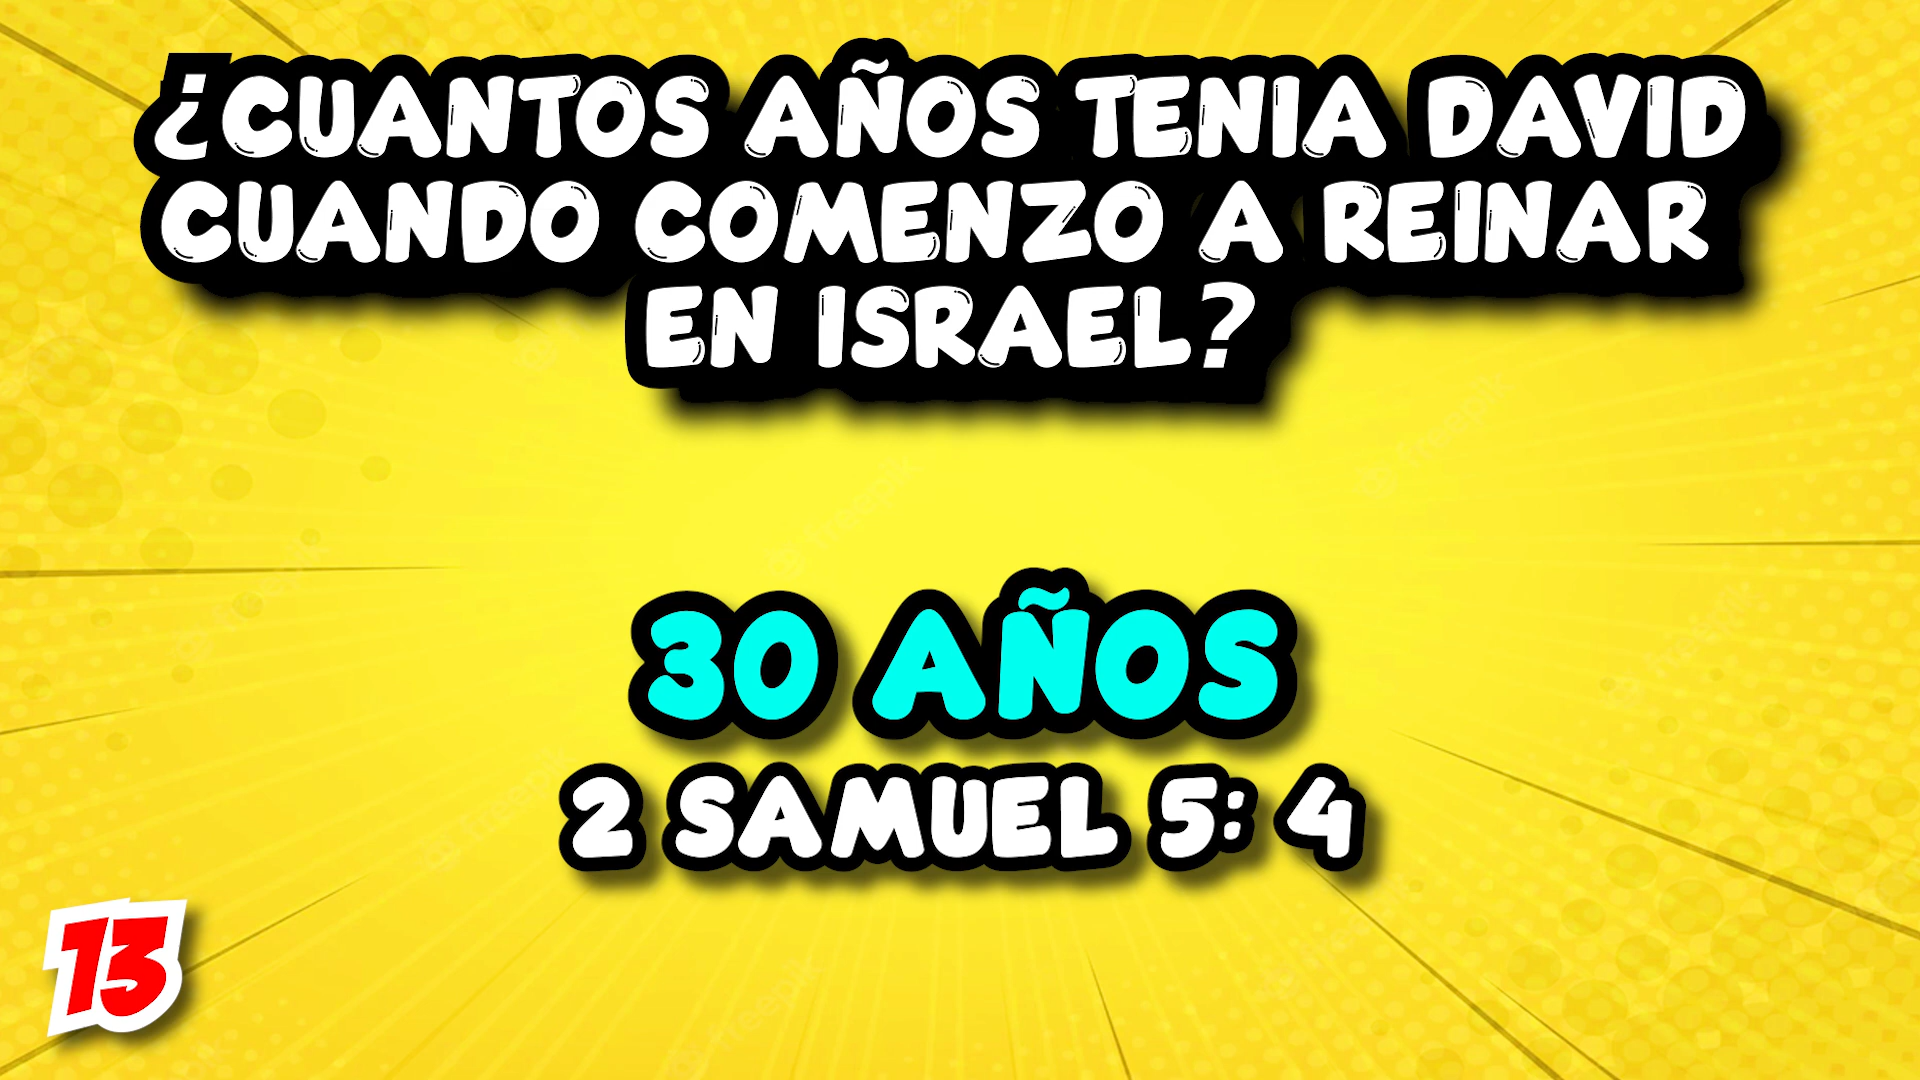 ¿CUANTOS AÑOS TENIA DAVID
CUANDO COMENZO A REINAR
EN ISRAEL?
30 AÑOS
2 SAMUEL 5: 4
13